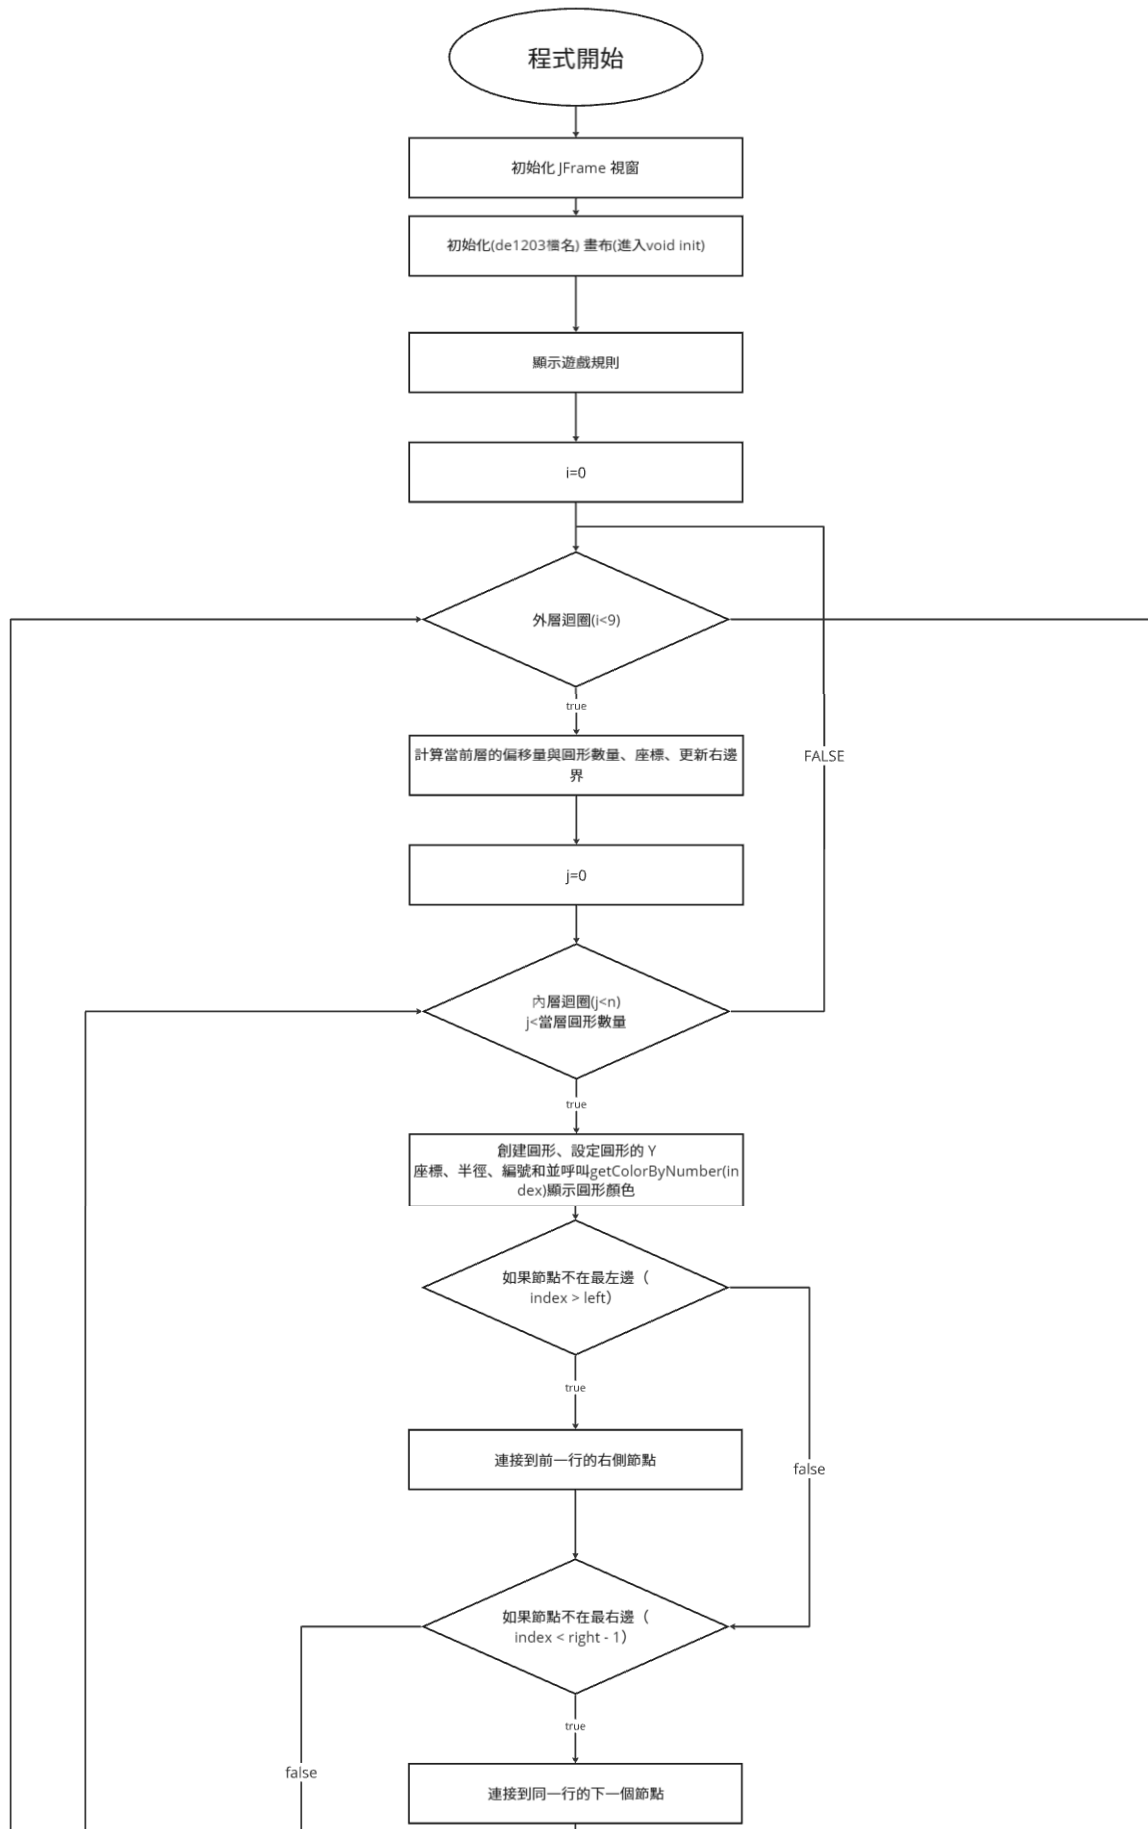 程式開始
初始化 JFrame 視窗
初始化(de1203檔名) 畫布(進入void init)
顯示遊戲規則
i=0
外層迴圈(i<9)
true
計算當前層的偏移量與圓形數量、座標、更新右邊
界
FALSE
j=0
內層迴圈(j<n)
j<當層圓形數量
true
創建圓形、設定圓形的 Y
座標、半徑、編號和並呼叫getColorByNumber(in
dex)顯示圓形顏色
如果節點不在最左邊（
index > left）
true
連接到前一行的右側節點
false
如果節點不在最右邊（
index < right - 1）
true
false
連接到同一行的下一個節點